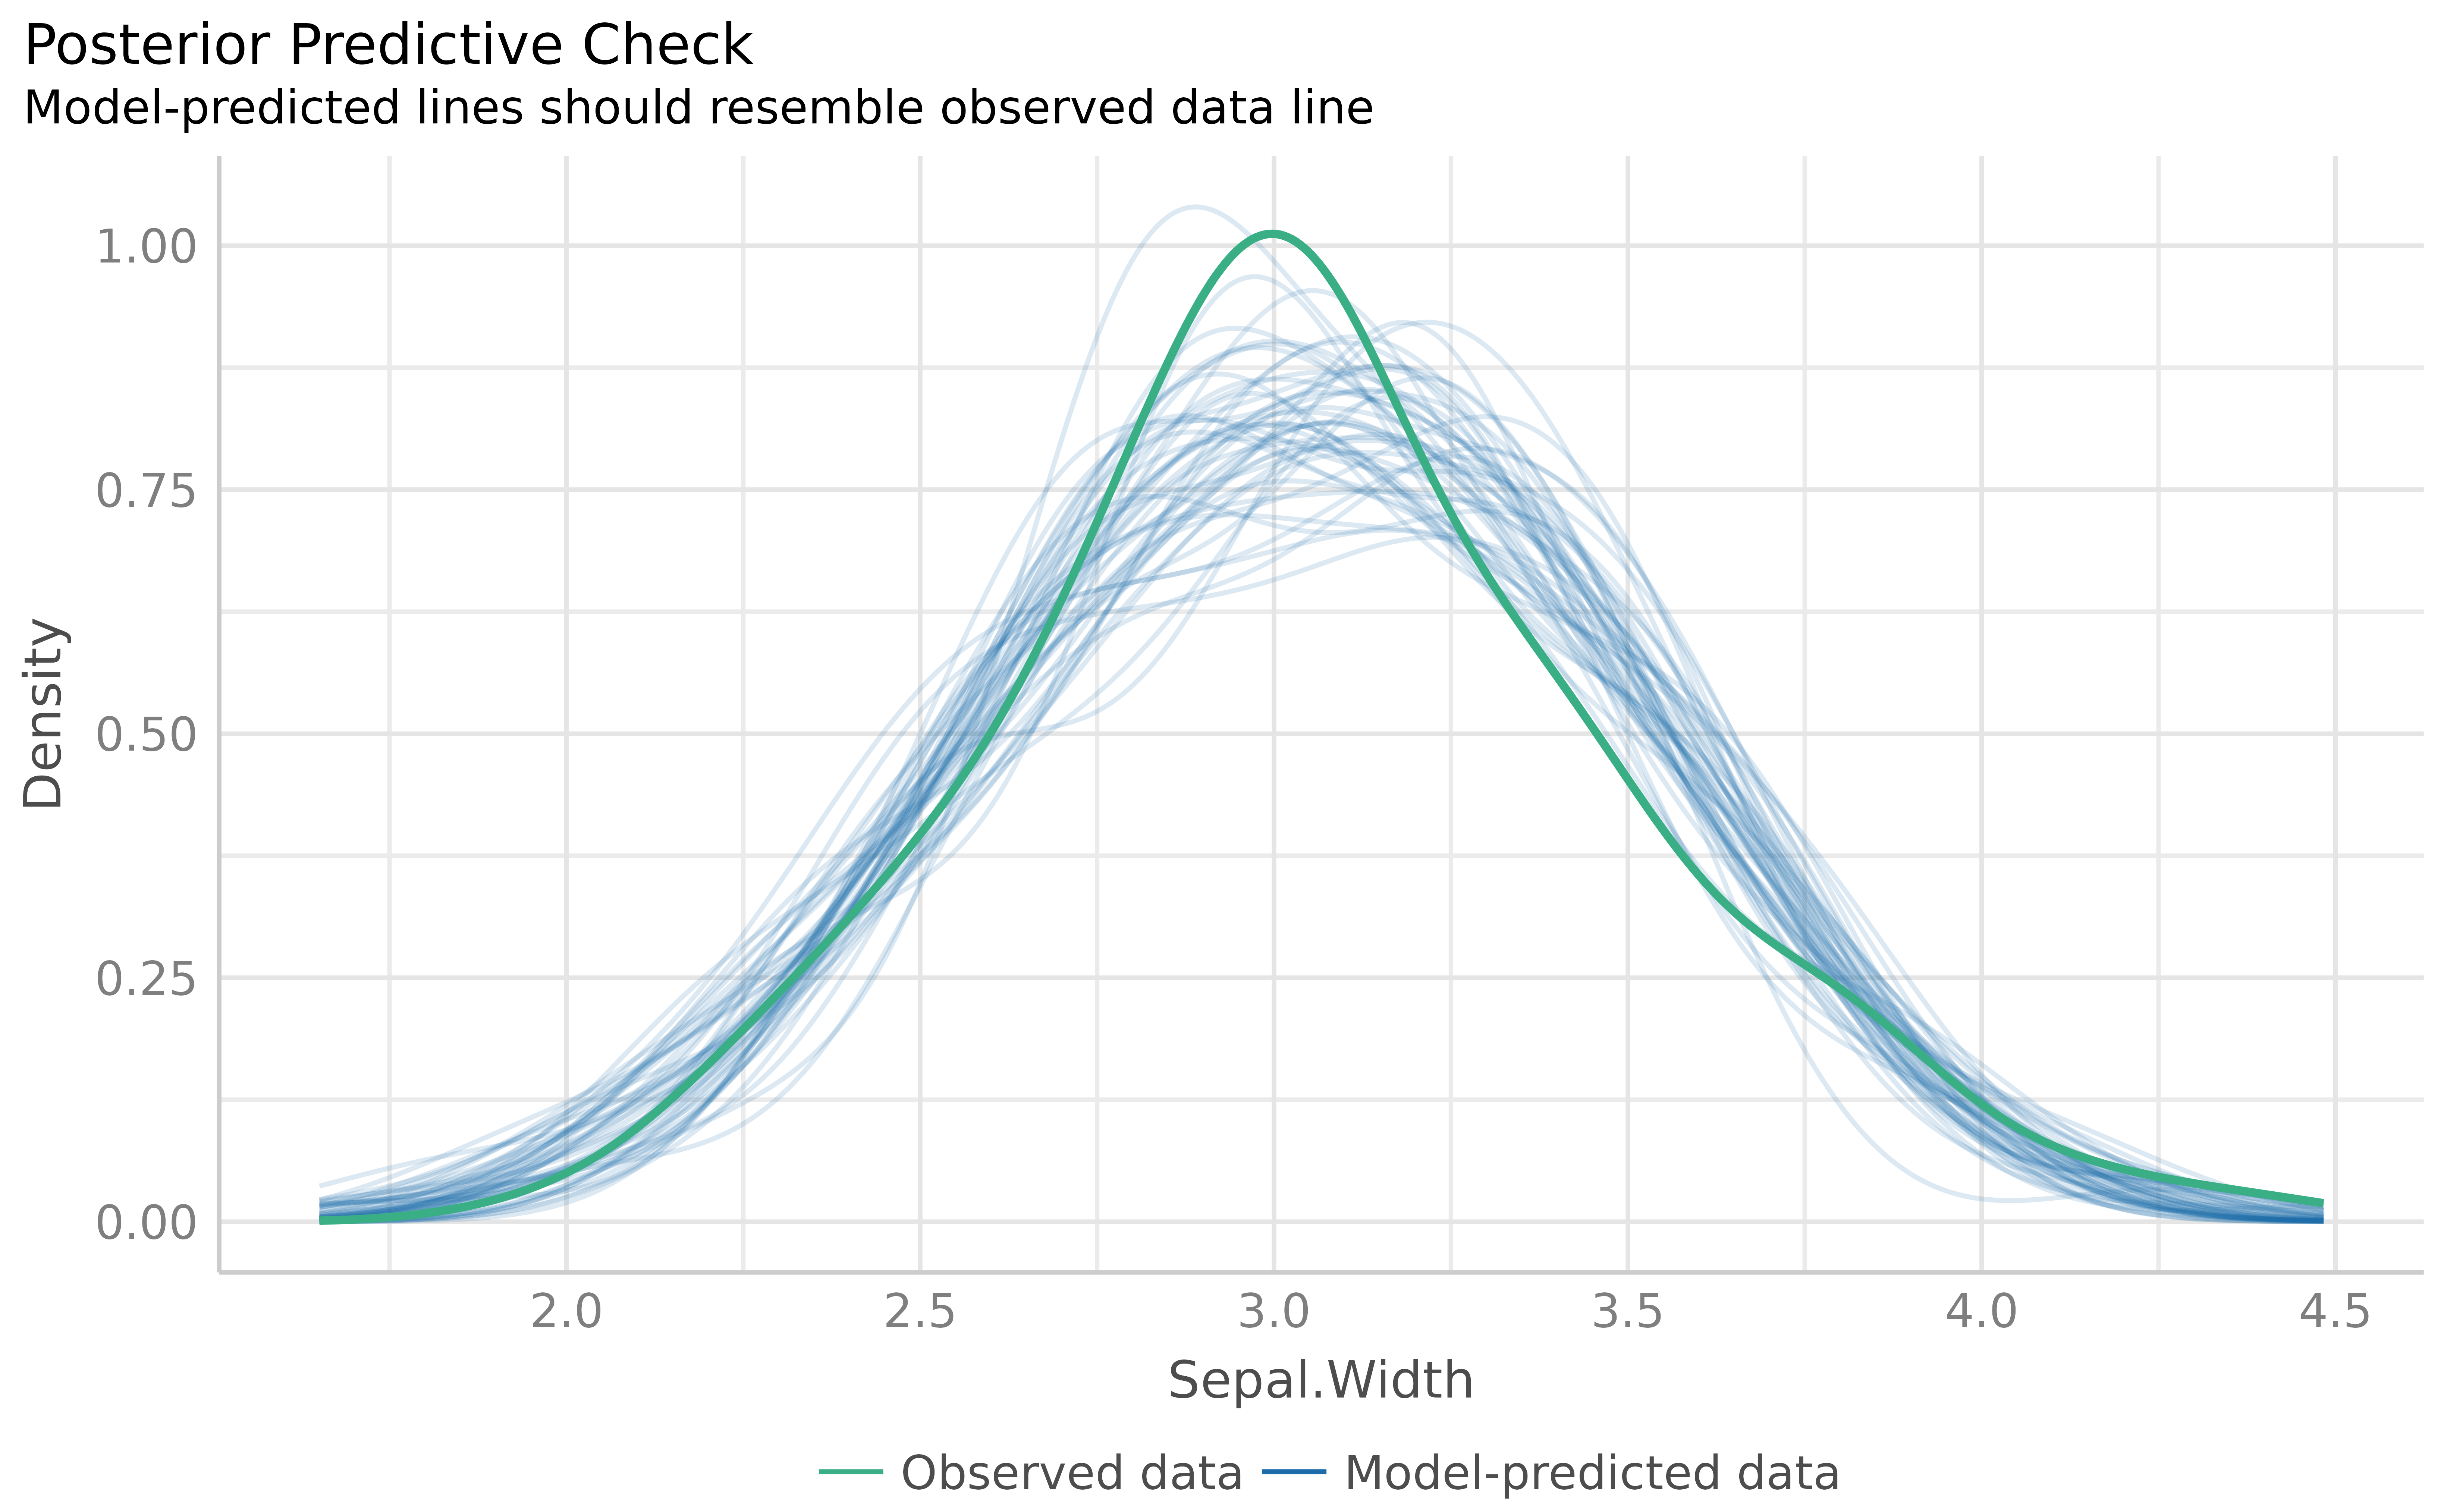 Posterior Predictive Check
Model-predicted lines should resemble observed data line
Density
1.00
0.75
0.50
0.25
0.00
2.0 2.5 3.0 3.5 4.0 4.5
Sepal.Width
Observed data Model-predicted data